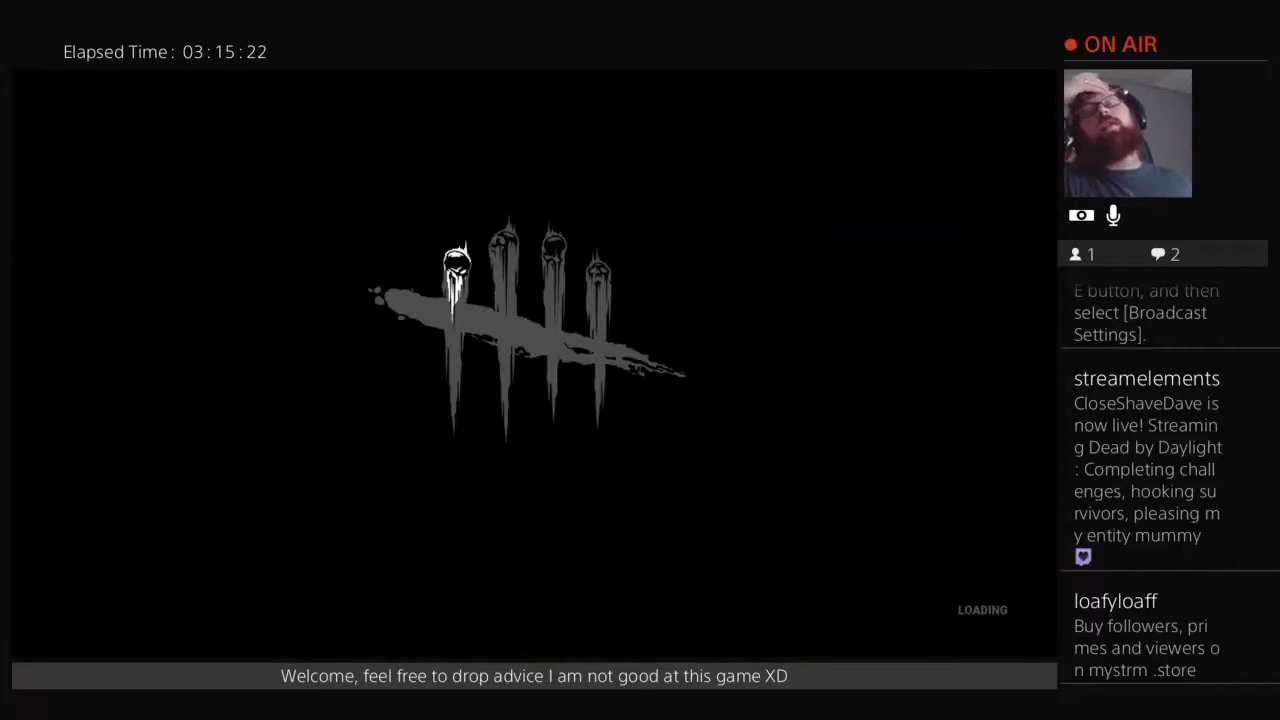 Elapsed Time: 03:15:22
ON AIR
1
2
E button, and then
select [Broadcast
Settings].
streamelements
CloseShaveDave is
now live! Streamin
g Dead by Daylight
: Completing chall
enges, hooking su
rvivors, pleasing m
y entity mummy
loafyloaff
Buy followers, pri
mes and viewers o
n mystrm .store
LOADING
Welcome, feel free to drop advice I am not good at this game XD